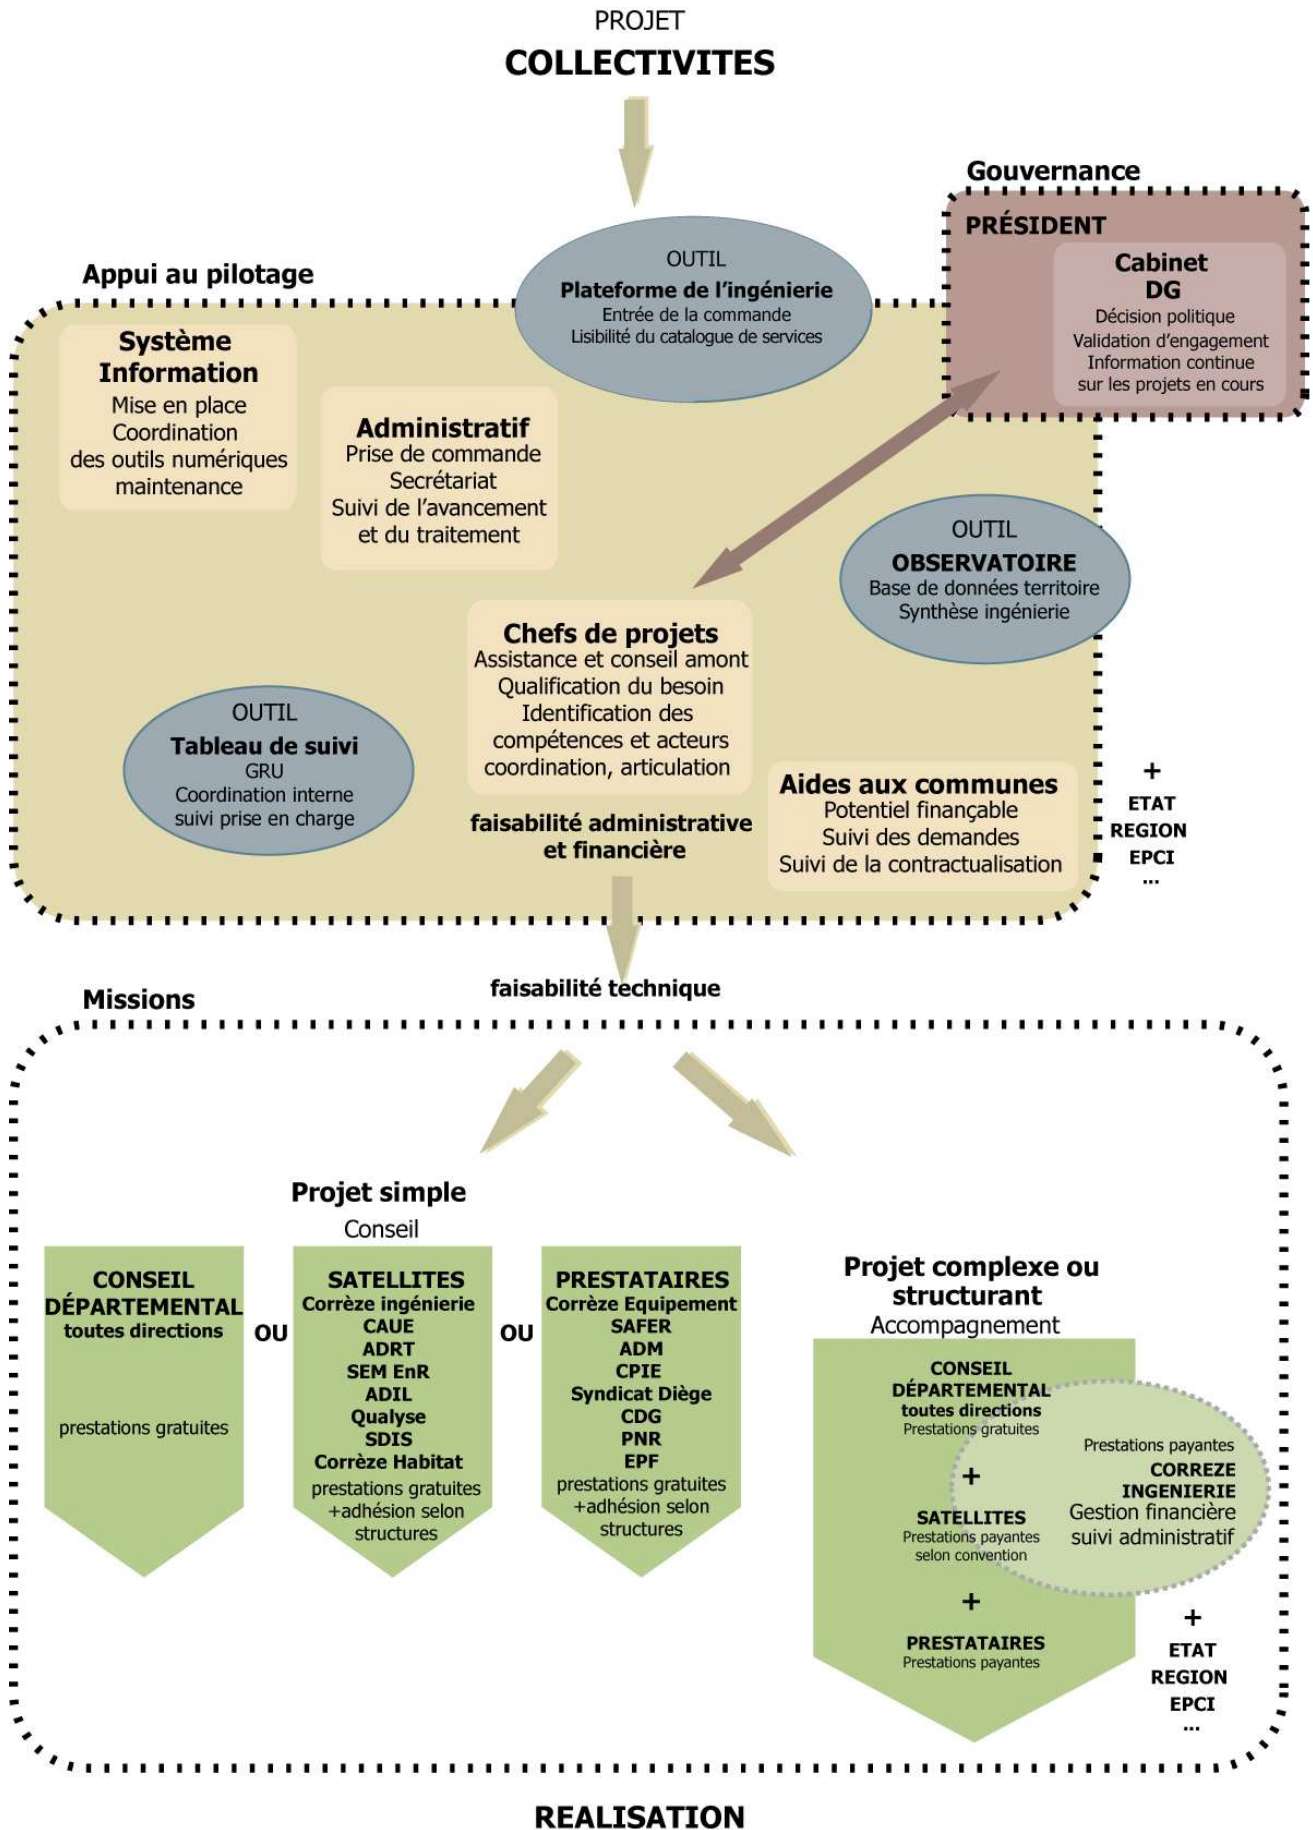 PROJET
COLLECTIVITES
Gouvernance
PRÉSIDENT
Cabinet
DG
Décision politique
Validation d'engagement
Information continue
sur les projets en cours
Appui au pilotage
OUTIL
Plateforme de l'ingénierie
Entrée de la commande
Lisibilité du catalogue de services
Système
Information
Mise en place
Coordination
des outils numériques
maintenance
Administratif
Prise de commande
Secrétariat
Suivi de l'avancement
et du traitement
OUTIL
OBSERVATOIRE
Base de données territoire
Synthèse ingénierie
Chefs de projets
Assistance et conseil amont
Qualification du besoin
Identification des
compétences et acteurs
coordination, articulation
OUTIL
Tableau de suivi
GRU
Coordination interne
suivi prise en charge
faisabilité administrative
et financière
Aides aux communes
Potentiel finançable
Suivi des demandes
Suivi de la contractualisation
+
ETAT
REGION
EPCI
...
faisabilité technique
Missions
Projet simple
Conseil
CONSEIL
DÉPARTEMENTAL
toutes directions
prestations gratuites
OU
SATELLITES
Corrèze ingénierie
CAUE
ADRT
SEM EnR
ADIL
Qualyse
SDIS
Corrèze Habitat
prestations gratuites
+adhésion selon
structures
OU
PRESTATAIRES
Corrèze Equipement
SAFER
ADM
CPIE
Syndicat Diège
CDG
PNR
EPF
prestations gratuites
+adhésion selon
structures
Projet complexe ou
structurant
Accompagnement
CONSEIL
DÉPARTEMENTAL
toutes directions
Prestations gratuites
+
SATELLITES
Prestations payantes
selon convention
+
PRESTATAIRES
Prestations payantes
Prestations payantes
CORREZE
INGENIERIE
Gestion financière
suivi administratif
+
ETAT
REGION
EPCI
...
REALISATION